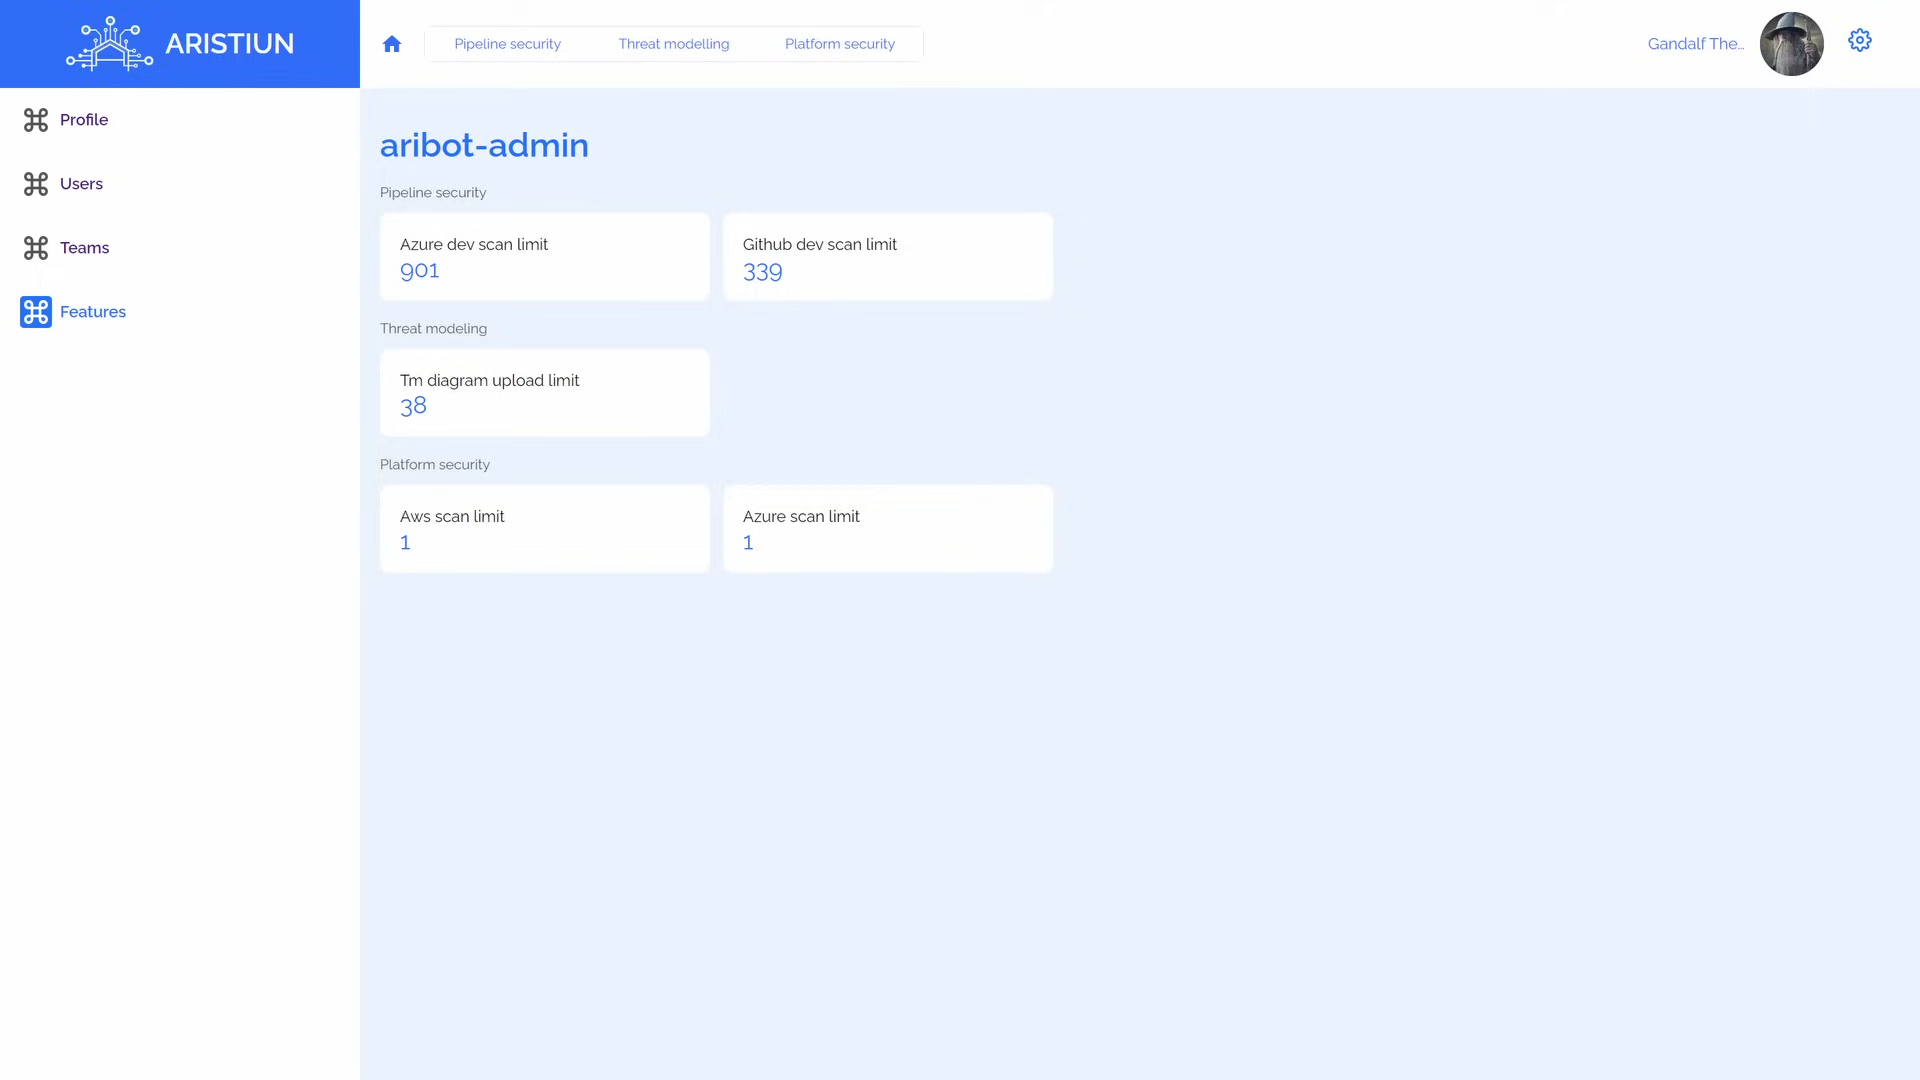 ARISTIUN
Pipeline security
Threat modelling
Platform security
Gandalf The...
Profile
Users
Teams
Features
aribot-admin
Pipeline security
Azure dev scan limit
901
Github dev scan limit
339
Threat modeling
Tm diagram upload limit
38
Platform security
Aws scan limit
1
Azure scan limit
1